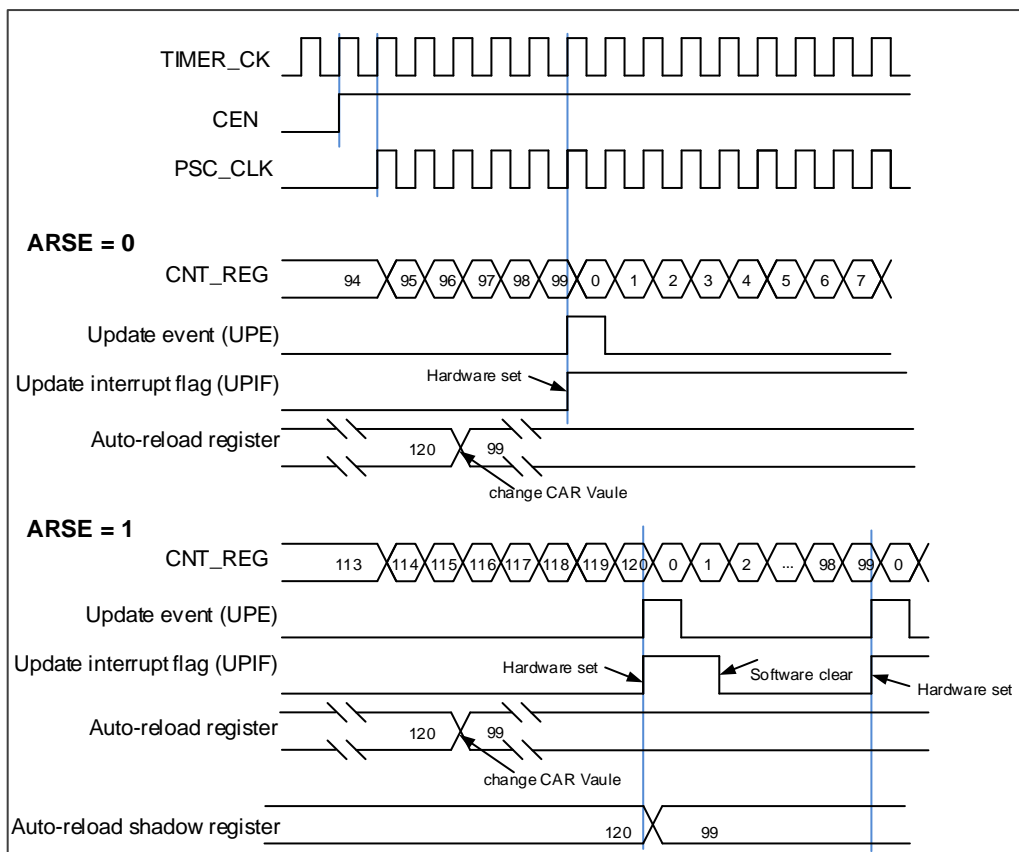 TIMER_CK
CEN
PSC_CLK
ARSE = 0
CNT_REG 94 95 96 97 98 99 0 1 2 3 4 5 6 7
Update event (UPE)
Update interrupt flag (UPIF) Hardware set
Auto-reload register 120 99
change CAR Vaule
ARSE = 1
CNT_REG 113 114 115 116 117 118 119 120 0 1 2 ... 98 99 0
Update event (UPE)
Update interrupt flag (UPIF) Hardware set Software clear Hardware set
Auto-reload register 120 99
change CAR Vaule
Auto-reload shadow register 120 99